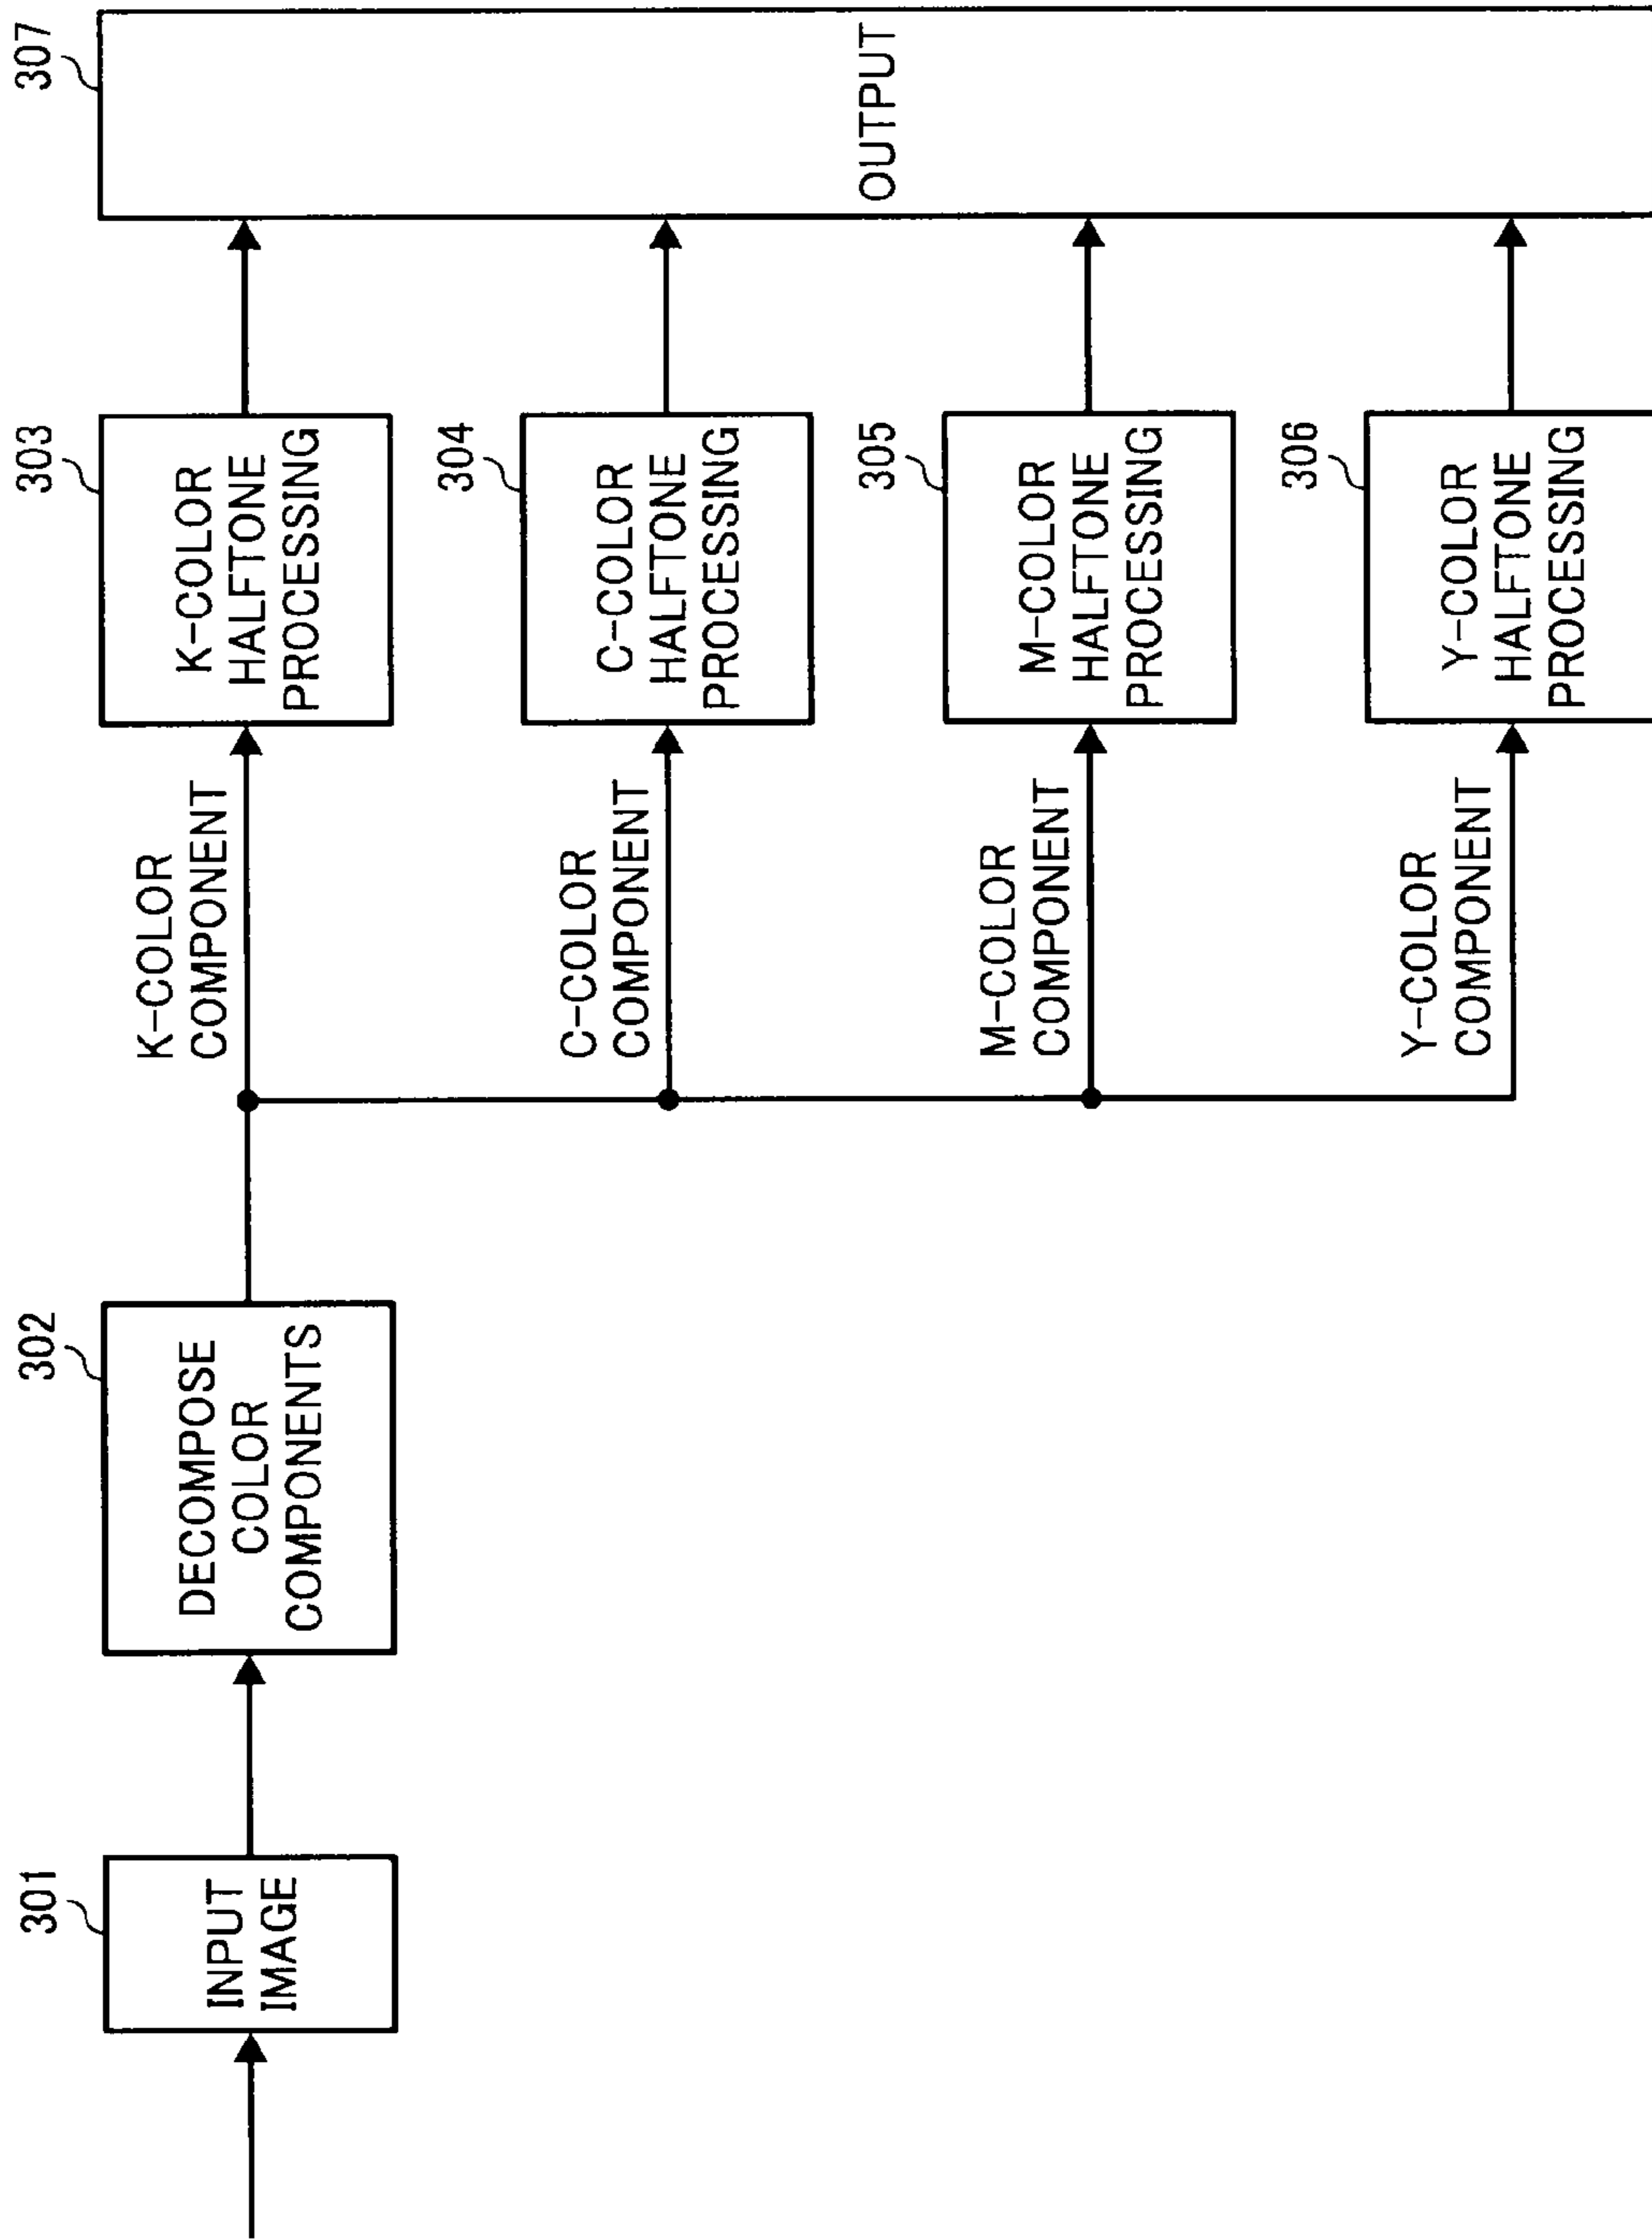 301
INPUT
IMAGE
302
DECOMPOSE
COLOR
COMPONENTS
K-COLOR
COMPONENT
303
K-COLOR
HALFTONE
PROCESSING
C-COLOR
COMPONENT
304
C-COLOR
HALFTONE
PROCESSING
M-COLOR
COMPONENT
305
M-COLOR
HALFTONE
PROCESSING
Y-COLOR
COMPONENT
306
Y-COLOR
HALFTONE
PROCESSING
307
OUTPUT